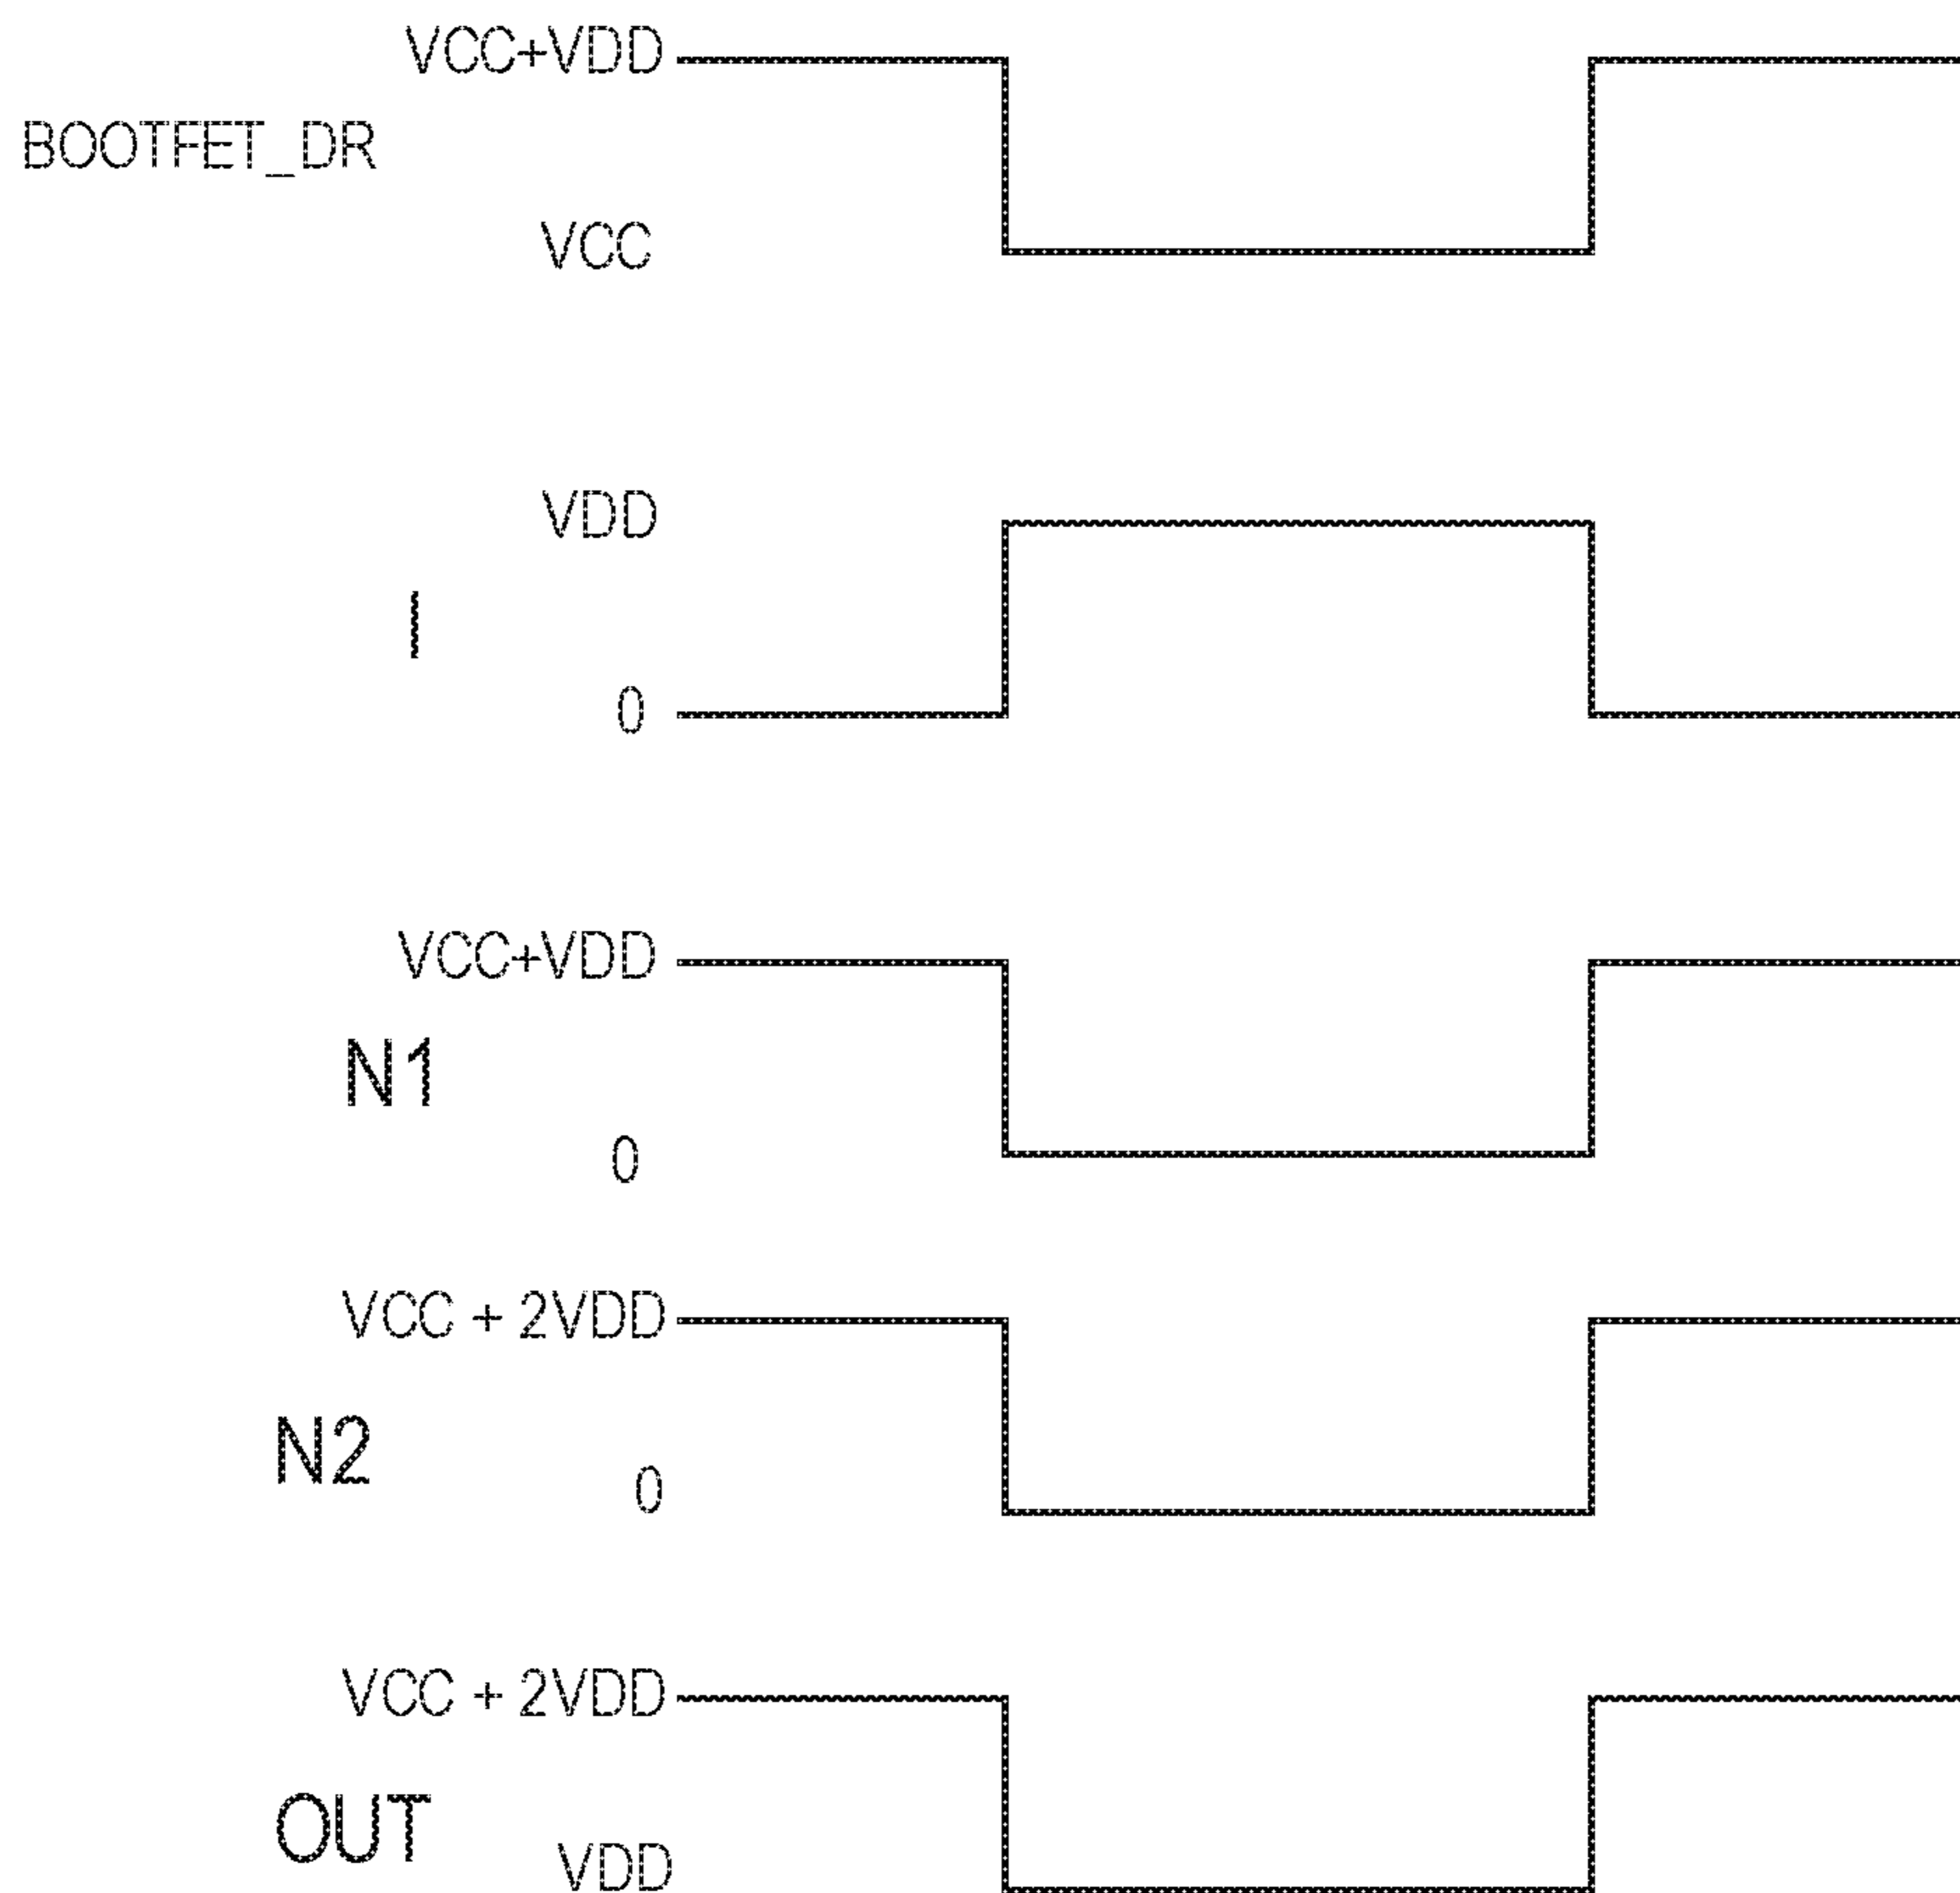 VCC+VDD
BOOTFET_DR
VCC
VDD
I
0
VCC+VDD
N1
0
VCC + 2VDD
N2
0
VCC + 2VDD
OUT
VDD